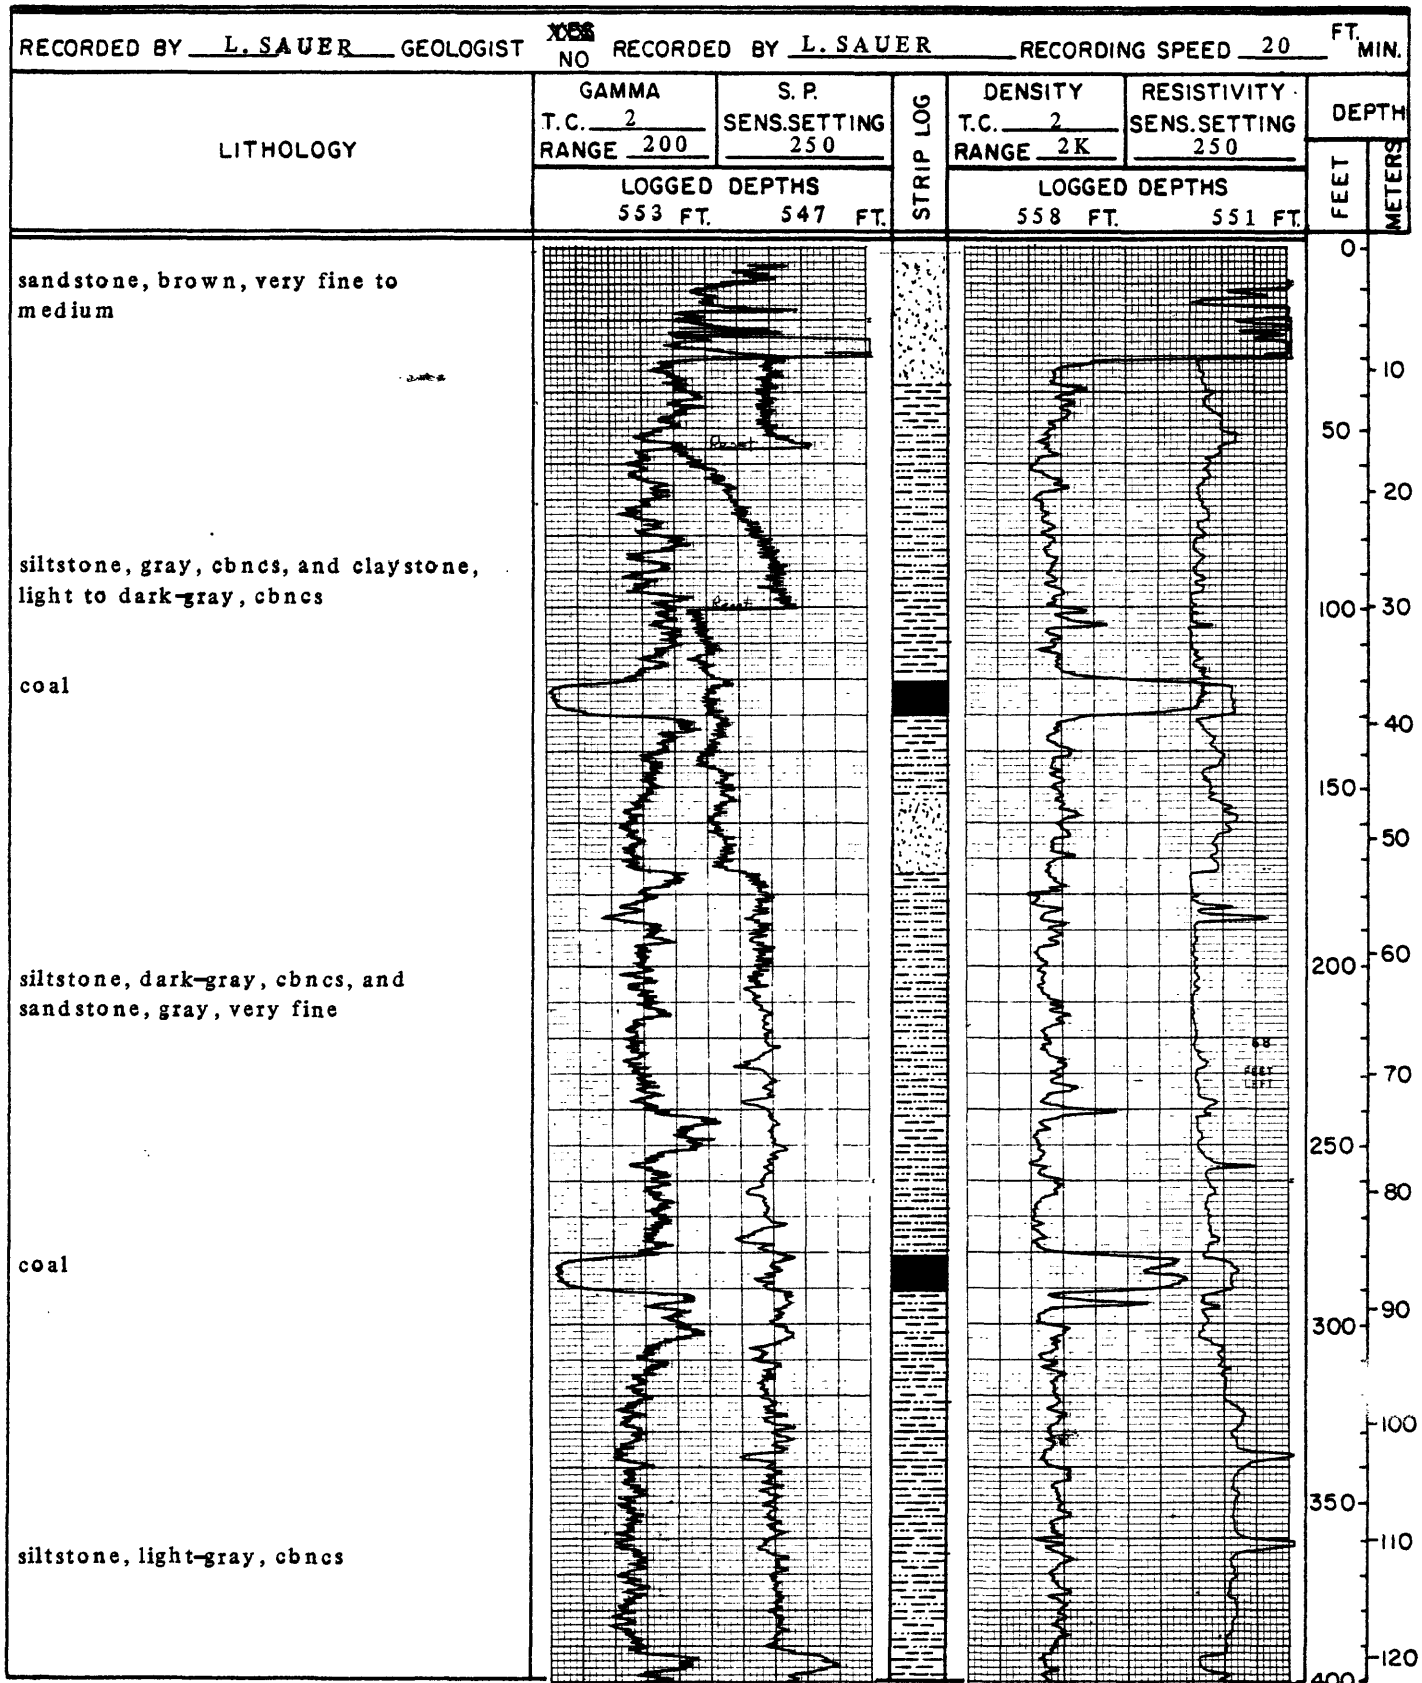 RECORDED BY L. SAUER GEOLOGIST YES NO RECORDED BY L. SAUER RECORDING SPEED 20 FT. MIN.
LITHOLOGY
GAMMA
T.C. 2
RANGE 200
S. P.
SENS. SETTING
250
LOGGED DEPTHS
553 FT. 547 FT.
STRIP LOG
DENSITY
T.C. 2
RANGE 2K
RESISTIVITY
SENS. SETTING
250
LOGGED DEPTHS
558 FT. 551 FT.
DEPTH
FEET
METERS
0
sandstone, brown, very fine to
medium
10
Reset
50
20
siltstone, gray, cbncs, and claystone,
light to dark-gray, cbncs
Reset
100 30
coal
40
150
50
siltstone, dark-gray, cbncs, and
sandstone, gray, very fine
200 60
68
FEET
LEFT
70
250
80
coal
90
300
100
350
siltstone, light-gray, cbncs
110
120
400